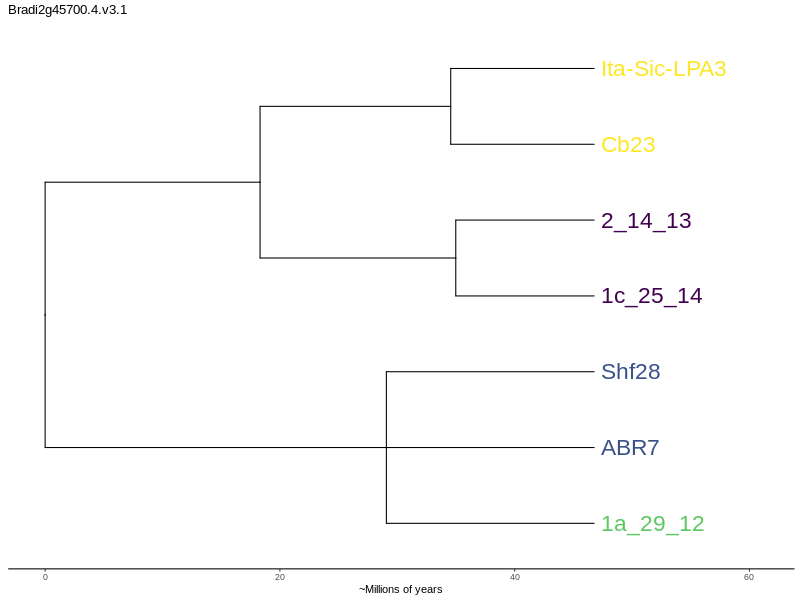 Bradi2g45700.4.v3.1
Ita-Sic-LPA3
Cb23
2_14_13
1c_25_14
Shf28
ABR7
1a_29_12
0 20 40 60
~Millions of years